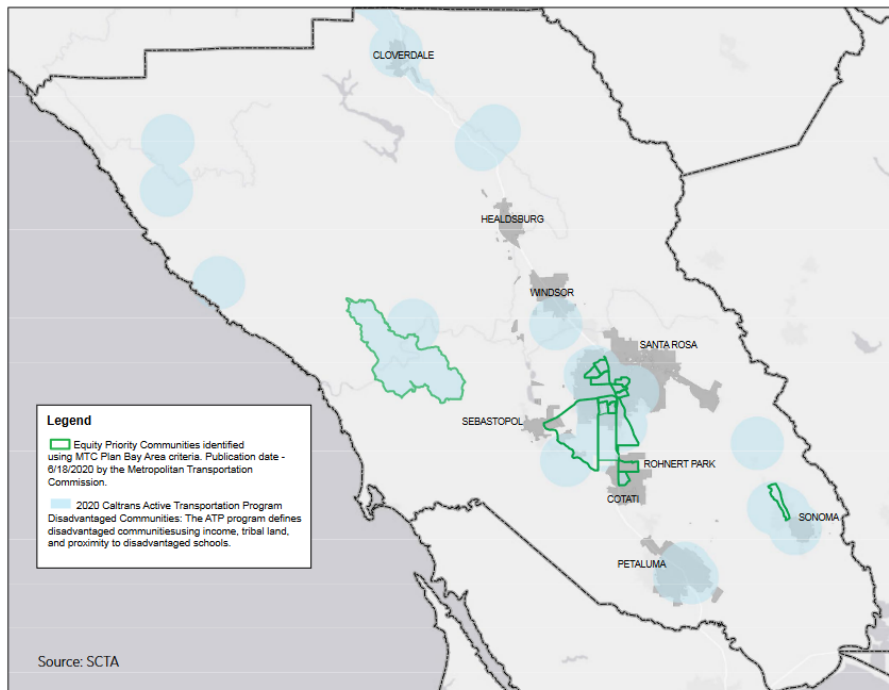 CLOVERDALE
HEALDSBURG
WINDSOR
SANTA ROSA
SEBASTOPOL
ROHNERT PARK
COTATI
SONOMA
PETALUMA
Legend
Equity Priority Communities identified
using MTC Plan Bay Area criteria. Publication date -
6/18/2020 by the Metropolitan Transportation
Commission.
2020 Caltrans Active Transportation Program
Disadvantaged Communities: The ATP program defines
disadvantaged communitiesusing income, tribal land,
and proximity to disadvantaged schools.
Source: SCTA